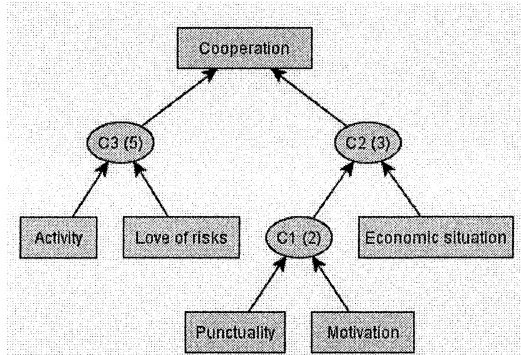 Cooperation
C3 (5)
C2 (3)
Activity
Love of risks
C1 (2)
Economic situation
Punctuality
Motivation